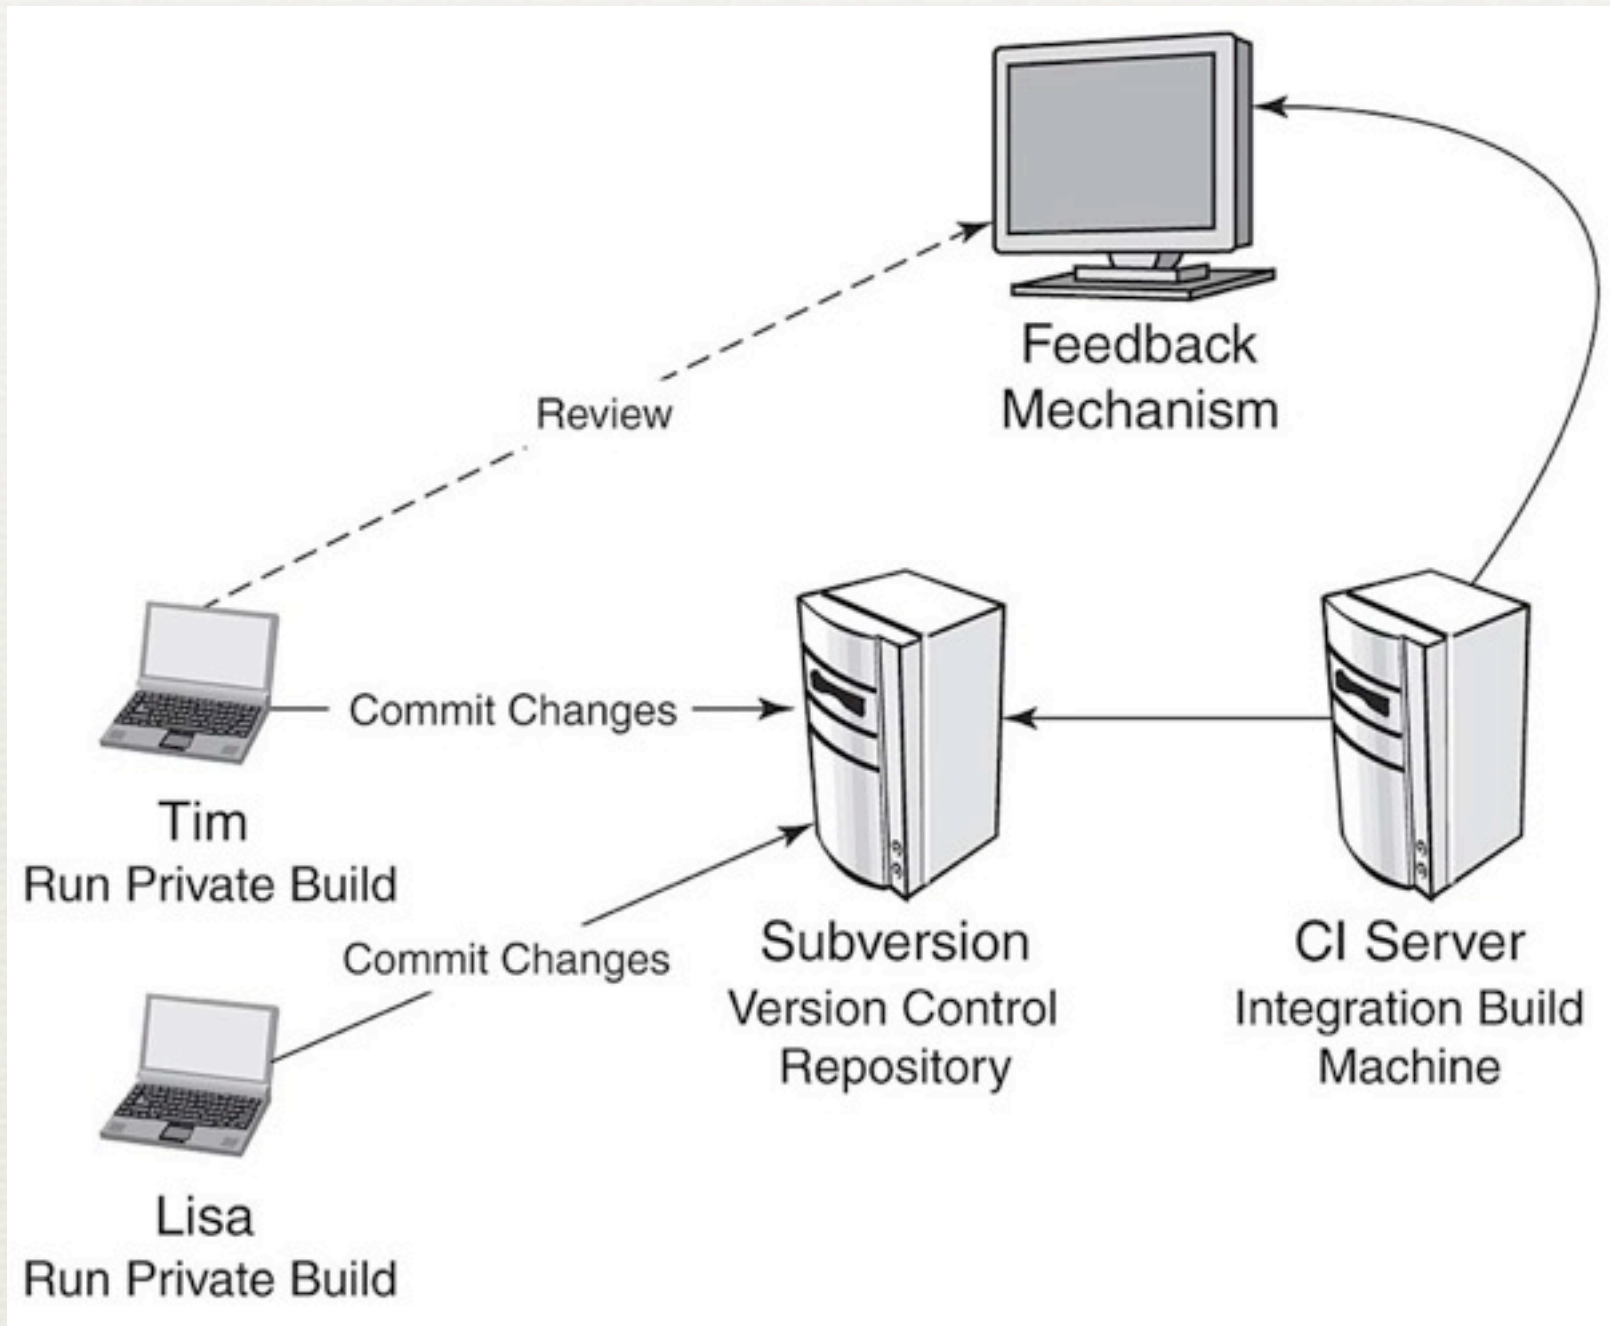 Feedback
Mechanism
Review
Commit Changes
Tim
Run Private Build
Commit Changes
Subversion
Version Control
Repository
CI Server
Integration Build
Machine
Lisa
Run Private Build